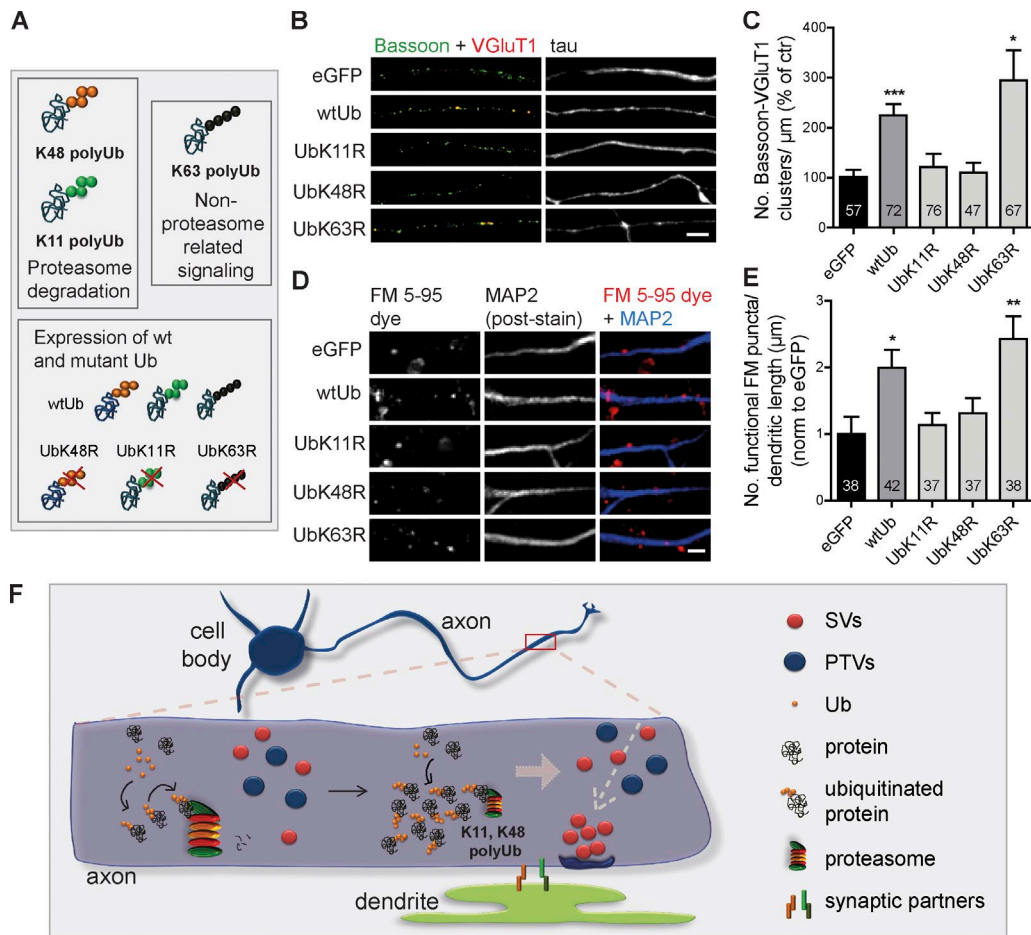 A
K48 polyUb
K11 polyUb
Proteasome
degradation
K63 polyUb
Non-
proteasome
related
signaling
Expression of wt
and mutant Ub
wtUb
UbK48R UbK11R UbK63R
B
Bassoon + VGluT1 tau
eGFP
wtUb
UbK11R
UbK48R
UbK63R
C
No. Bassoon-VGluT1
clusters/ µm (% of ctr)
400
300
200
100
0
***
*
57 72 76 47 67
eGFP wtUb UbK11R UbK48R UbK63R
D
FM 5-95
dye
MAP2
(post-stain)
FM 5-95 dye
+ MAP2
eGFP
wtUb
UbK11R
UbK48R
UbK63R
E
No. functional FM puncta/
dendritic length (µm)
(norm to eGFP)
3
2
1
0
*
**
38 42 37 37 38
eGFP wtUb UbK11R UbK48R UbK63R
F
cell
body
axon
K11, K48
polyUb
axon
dendrite
SVs
PTVs
Ub
protein
ubiquitinated
protein
proteasome
synaptic partners